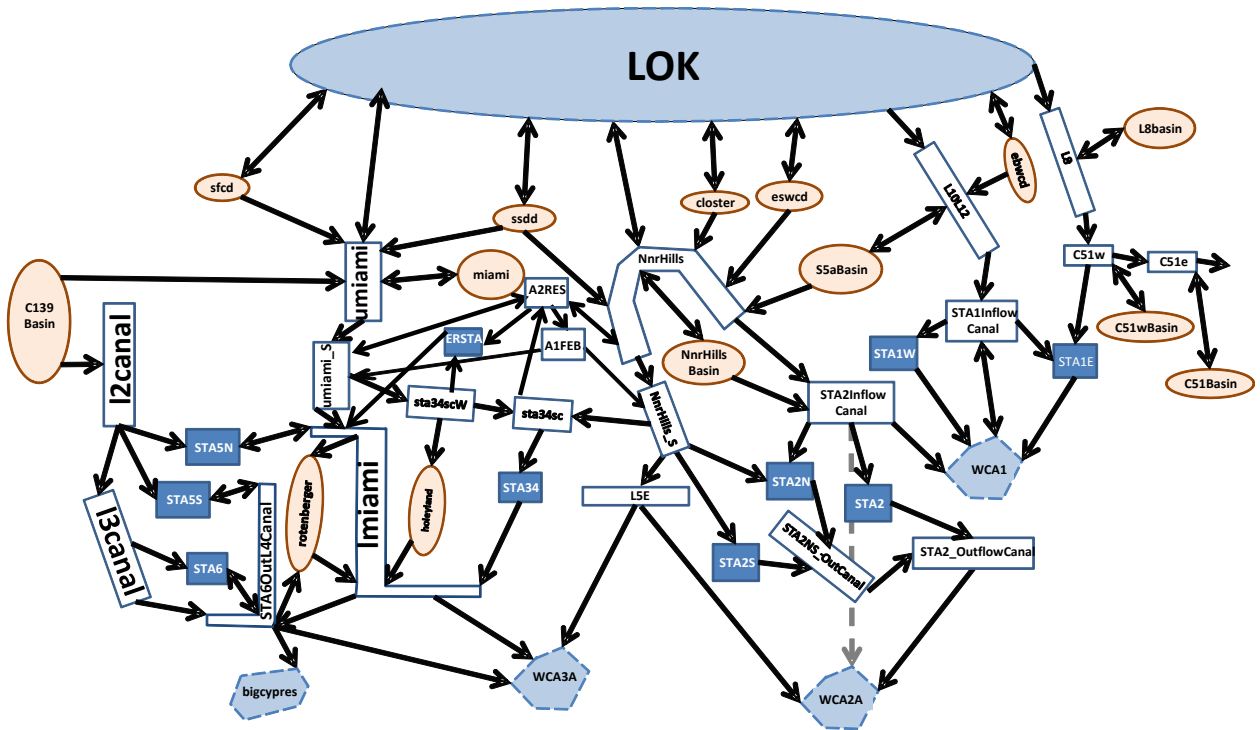 LOK
L8basin
L8
ebwcd
sfcd
L10L12
closter
eswcd
ssdd
C51w
C51e
NnrHills
S5aBasin
miami
umiami
A2RES
C139
Basin
STA1Inflow
Canal
C51wBasin
ERSTA
A1FEB
NnrHills
Basin
STA1W
STA1E
l2canal
umiami_S
C51Basin
sta34scW
sta34sc
STA2Inflow
Canal
NnrHills_S
STA5N
WCA1
STA2N
STA34
L5E
STA5S
STA2
rotenberger
lmiami
holeyland
l3canal
STA6OutL4Canal
STA2NS_OutCanal
STA2_OutflowCanal
STA2S
STA6
WCA3A
bigcypres
WCA2A